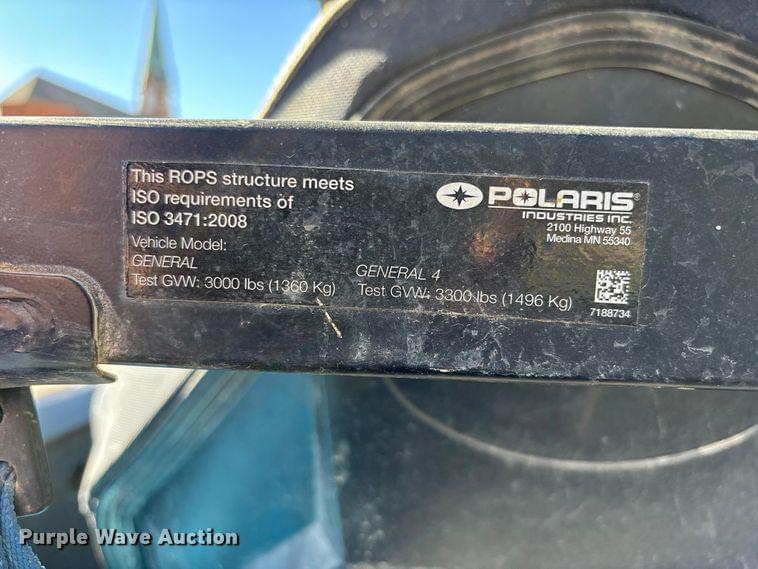 This ROPS structure meets
ISO requirements of
ISO 3471:2008
Vehicle Model:
GENERAL
Test GVW: 3000 lbs (1360 Kg)
GENERAL 4
Test GVW: 3300 lbs (1496 Kg)
POLARIS®
INDUSTRIES INC.
2100 Highway 55
Medina MN 55340
7188734
Purple Wave Auction